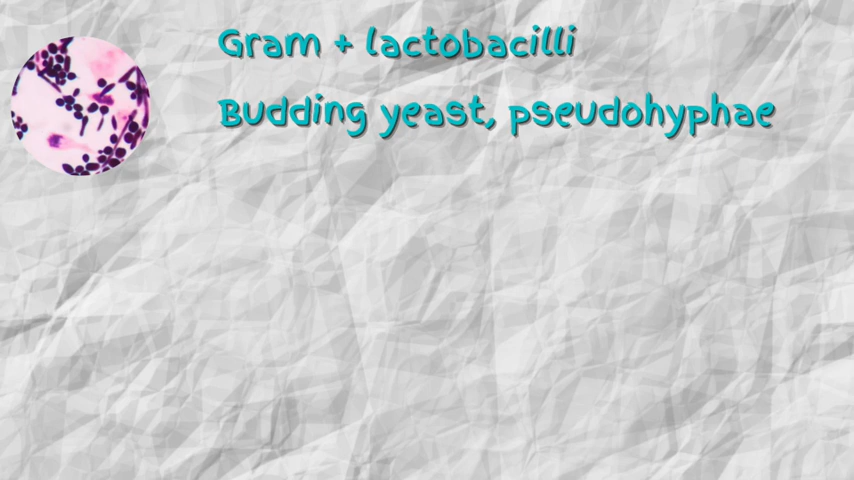 Gram + lactobacilli
Budding yeast, pseudohyphae